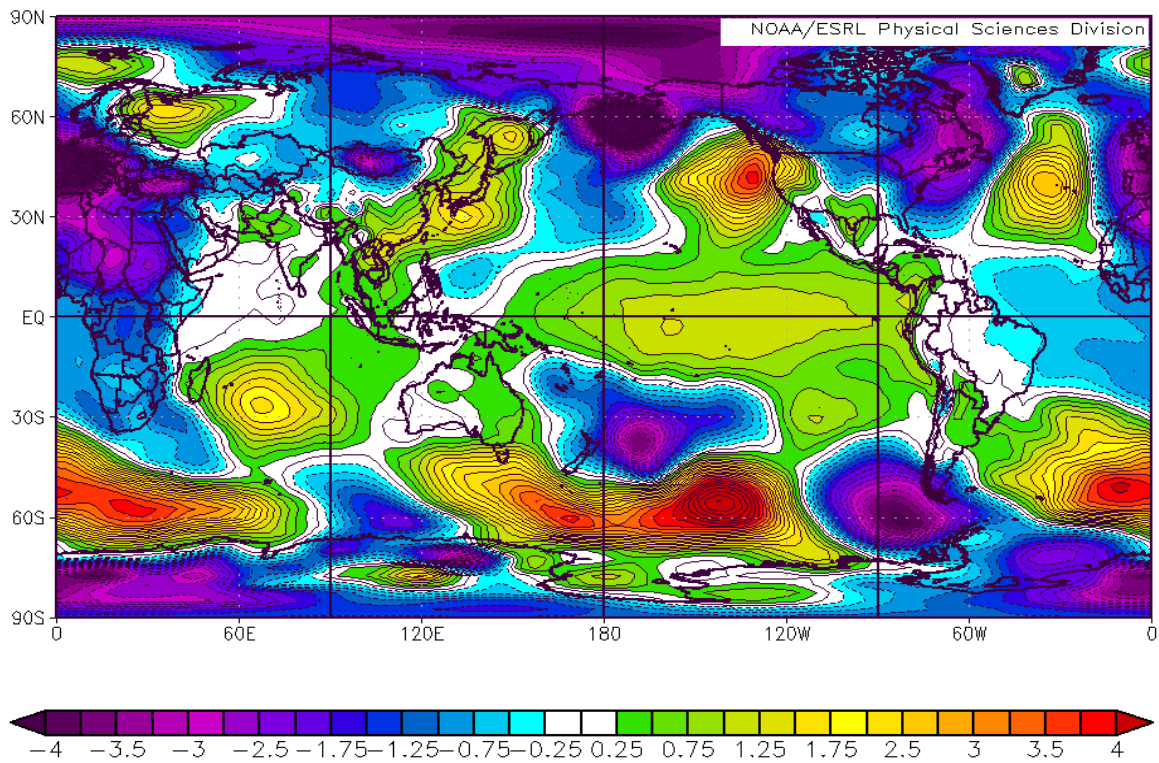 NOAA/ESRL Physical Sciences Division
90N
60N
30N
EQ
30S
60S
90S
0 60E 120E 180 120W 60W 0
−4 −3.5 −3 −2.5 −1.75 −1.25 −0.75 −0.25 0.25 0.75 1.25 1.75 2.5 3 3.5 4